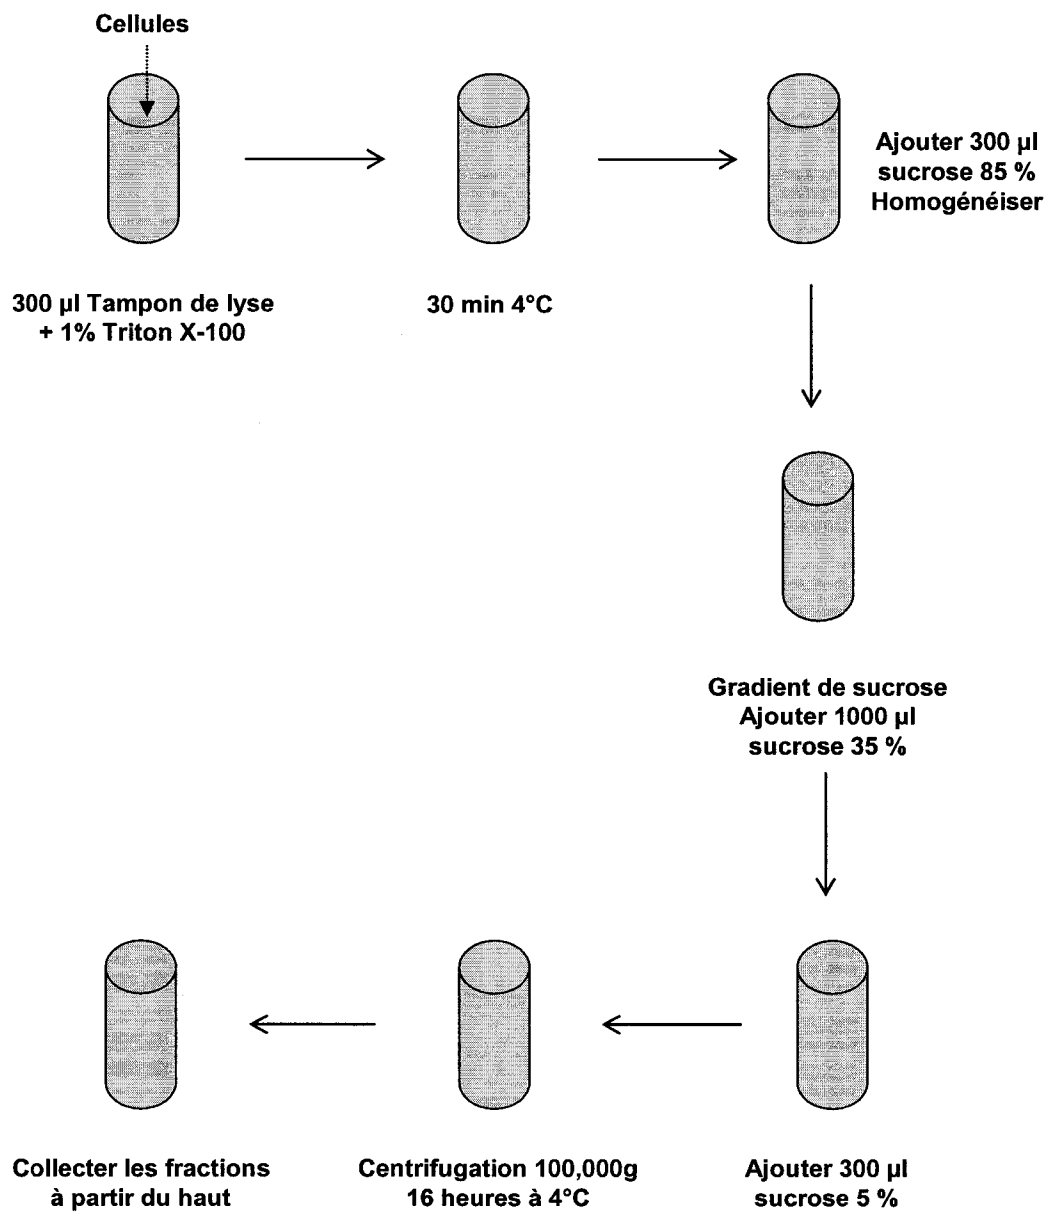 Cellules
300 µl Tampon de lyse
+ 1% Triton X-100
30 min 4°C
Ajouter 300 µl
sucrose 85 %
Homogénéiser
Gradient de sucrose
Ajouter 1000 µl
sucrose 35 %
Ajouter 300 µl
sucrose 5 %
Centrifugation 100,000g
16 heures à 4°C
Collecter les fractions
à partir du haut